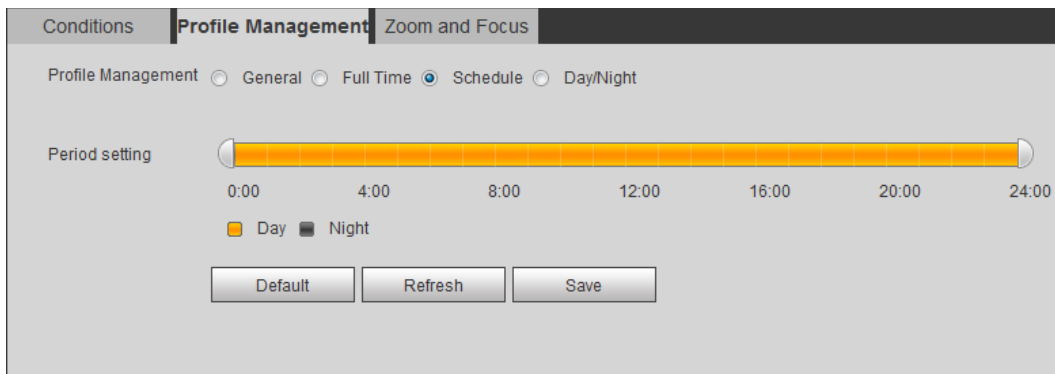 Conditions Profile Management Zoom and Focus
Profile Management General Full Time Schedule Day/Night
Period setting
0:00 4:00 8:00 12:00 16:00 20:00 24:00
Day Night
Default Refresh Save